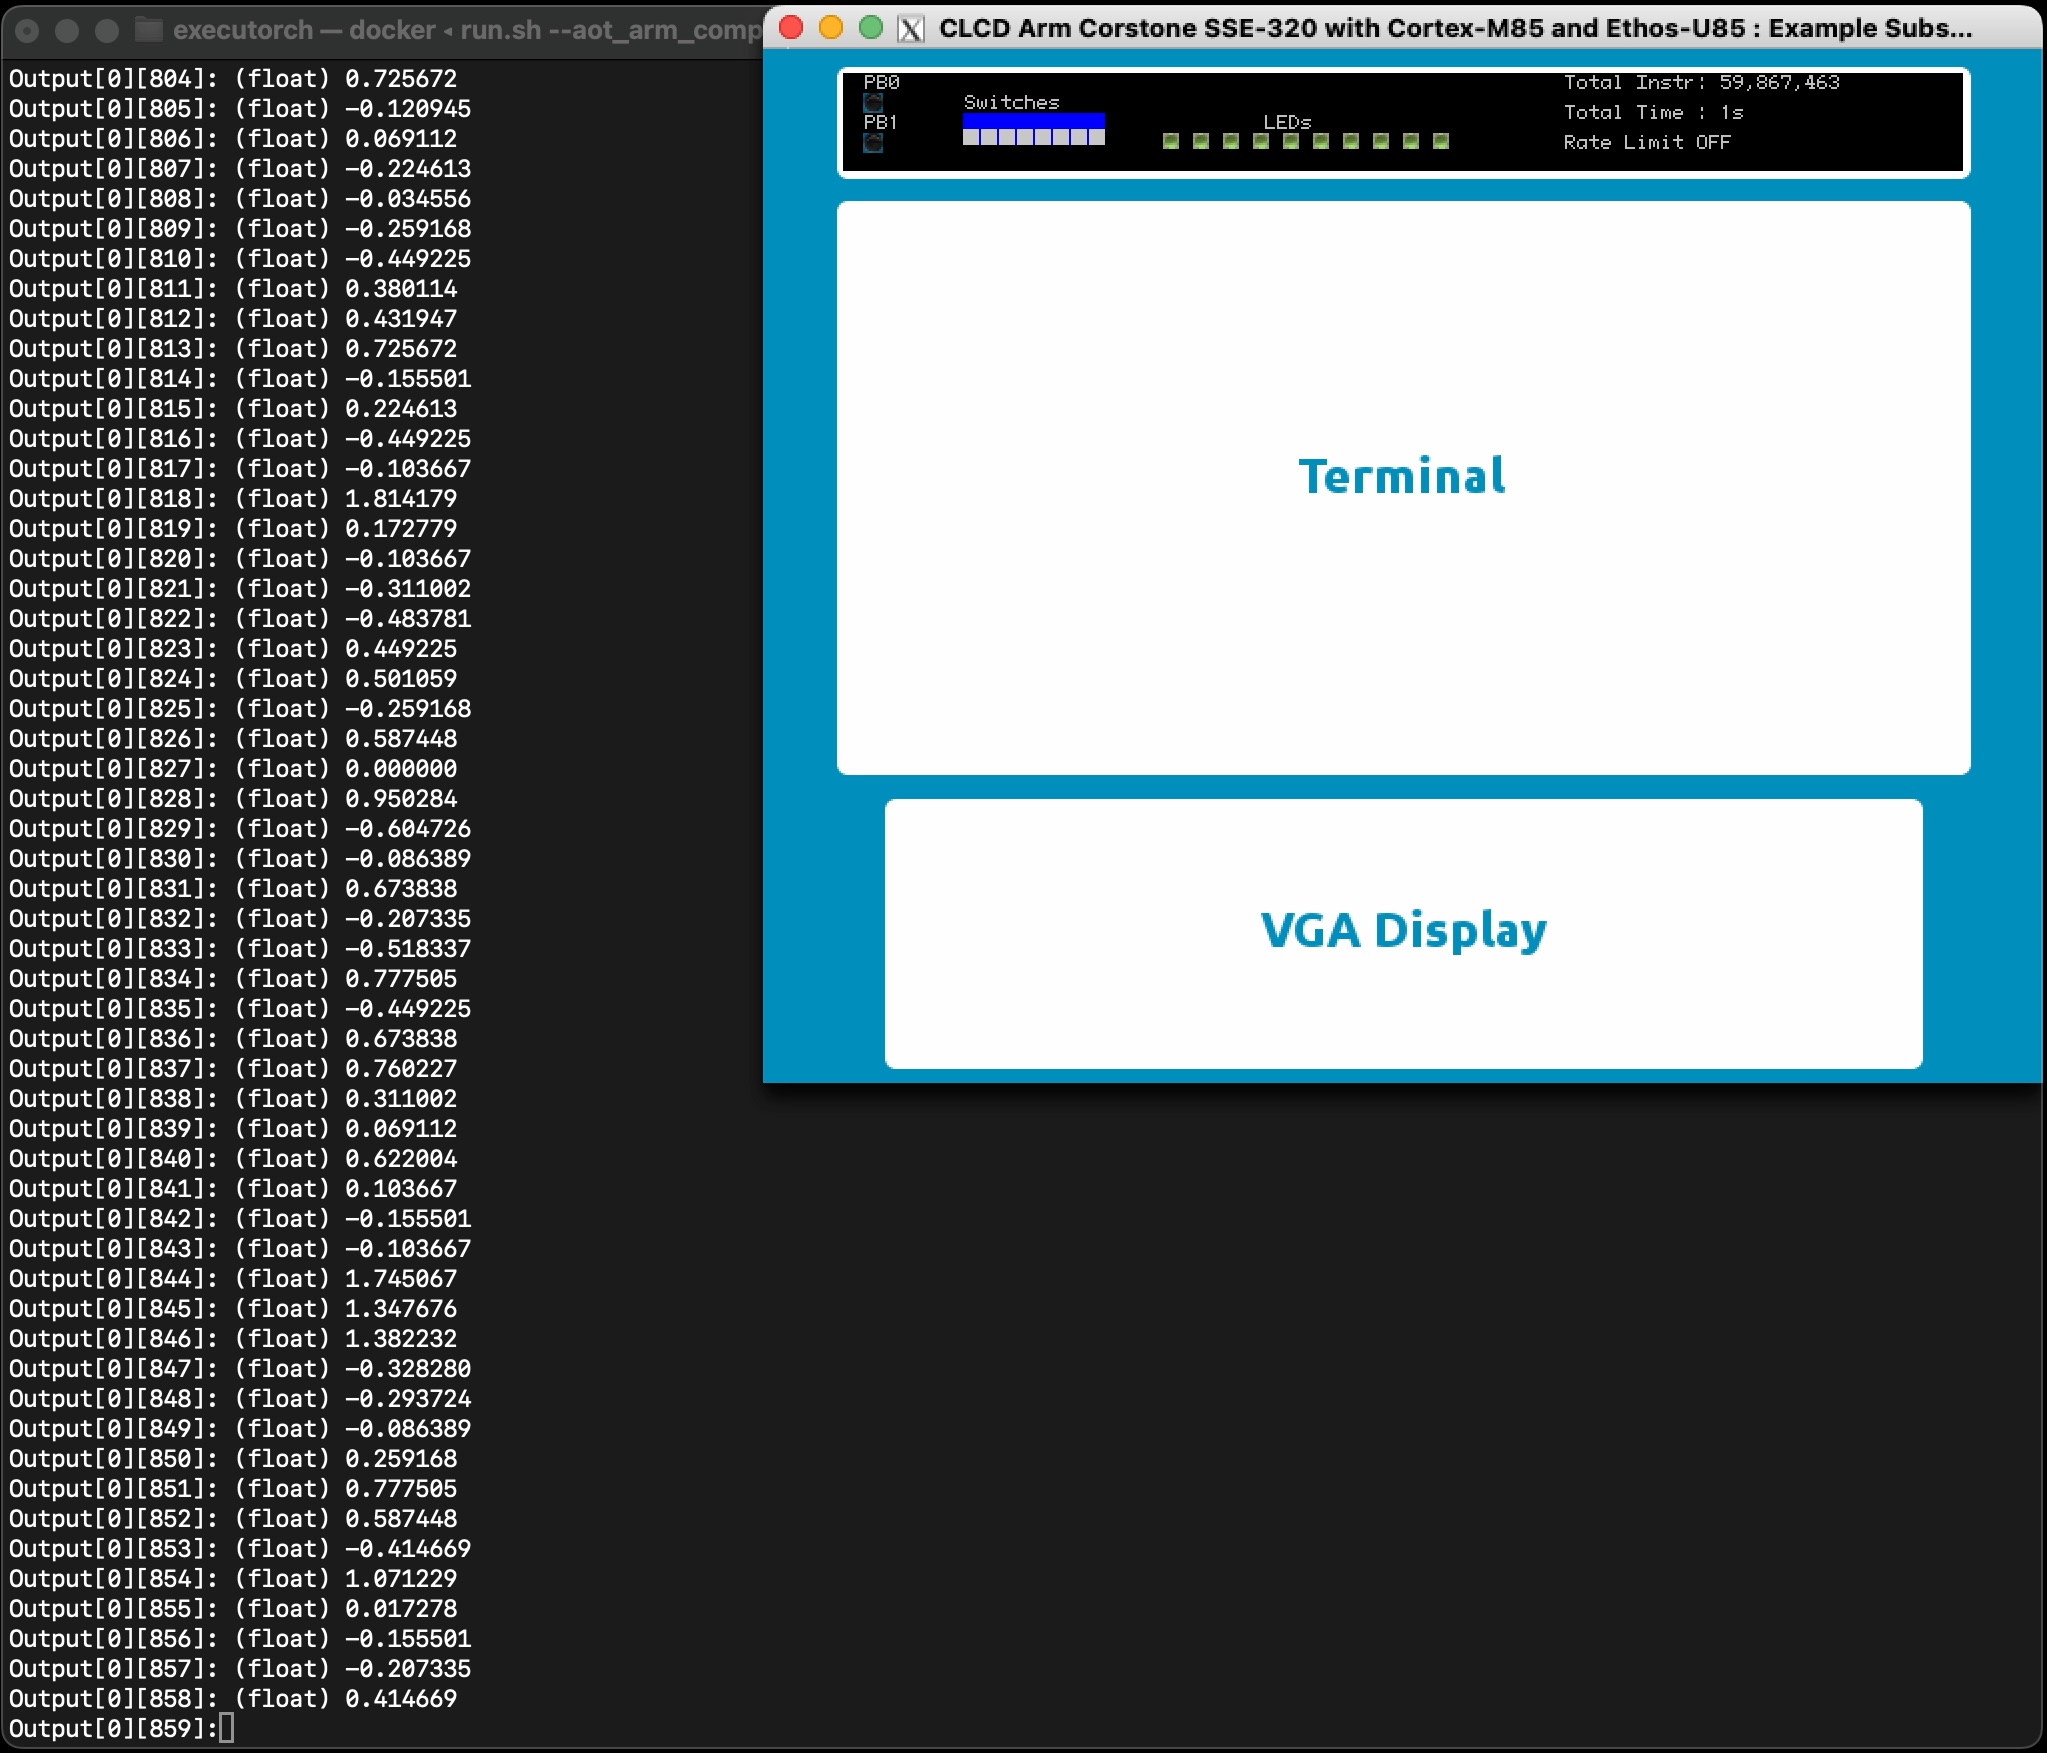 executorch — docker ◂ run.sh --aot_arm_comp
Output[0][804]: (float) 0.725672
Output[0][805]: (float) -0.120945
Output[0][806]: (float) 0.069112
Output[0][807]: (float) -0.224613
Output[0][808]: (float) -0.034556
Output[0][809]: (float) -0.259168
Output[0][810]: (float) -0.449225
Output[0][811]: (float) 0.380114
Output[0][812]: (float) 0.431947
Output[0][813]: (float) 0.725672
Output[0][814]: (float) -0.155501
Output[0][815]: (float) 0.224613
Output[0][816]: (float) -0.449225
Output[0][817]: (float) -0.103667
Output[0][818]: (float) 1.814179
Output[0][819]: (float) 0.172779
Output[0][820]: (float) -0.103667
Output[0][821]: (float) -0.311002
Output[0][822]: (float) -0.483781
Output[0][823]: (float) 0.449225
Output[0][824]: (float) 0.501059
Output[0][825]: (float) -0.259168
Output[0][826]: (float) 0.587448
Output[0][827]: (float) 0.000000
Output[0][828]: (float) 0.950284
Output[0][829]: (float) -0.604726
Output[0][830]: (float) -0.086389
Output[0][831]: (float) 0.673838
Output[0][832]: (float) -0.207335
Output[0][833]: (float) -0.518337
Output[0][834]: (float) 0.777505
Output[0][835]: (float) -0.449225
Output[0][836]: (float) 0.673838
Output[0][837]: (float) 0.760227
Output[0][838]: (float) 0.311002
Output[0][839]: (float) 0.069112
Output[0][840]: (float) 0.622004
Output[0][841]: (float) 0.103667
Output[0][842]: (float) -0.155501
Output[0][843]: (float) -0.103667
Output[0][844]: (float) 1.745067
Output[0][845]: (float) 1.347676
Output[0][846]: (float) 1.382232
Output[0][847]: (float) -0.328280
Output[0][848]: (float) -0.293724
Output[0][849]: (float) -0.086389
Output[0][850]: (float) 0.259168
Output[0][851]: (float) 0.777505
Output[0][852]: (float) 0.587448
Output[0][853]: (float) -0.414669
Output[0][854]: (float) 1.071229
Output[0][855]: (float) 0.017278
Output[0][856]: (float) -0.155501
Output[0][857]: (float) -0.207335
Output[0][858]: (float) 0.414669
Output[0][859]:
CLCD Arm Corstone SSE-320 with Cortex-M85 and Ethos-U85 : Example Subs...
PB0
PB1
Switches
LEDs
Total Instr: 59,867,463
Total Time : 1s
Rate Limit OFF
Terminal
VGA Display